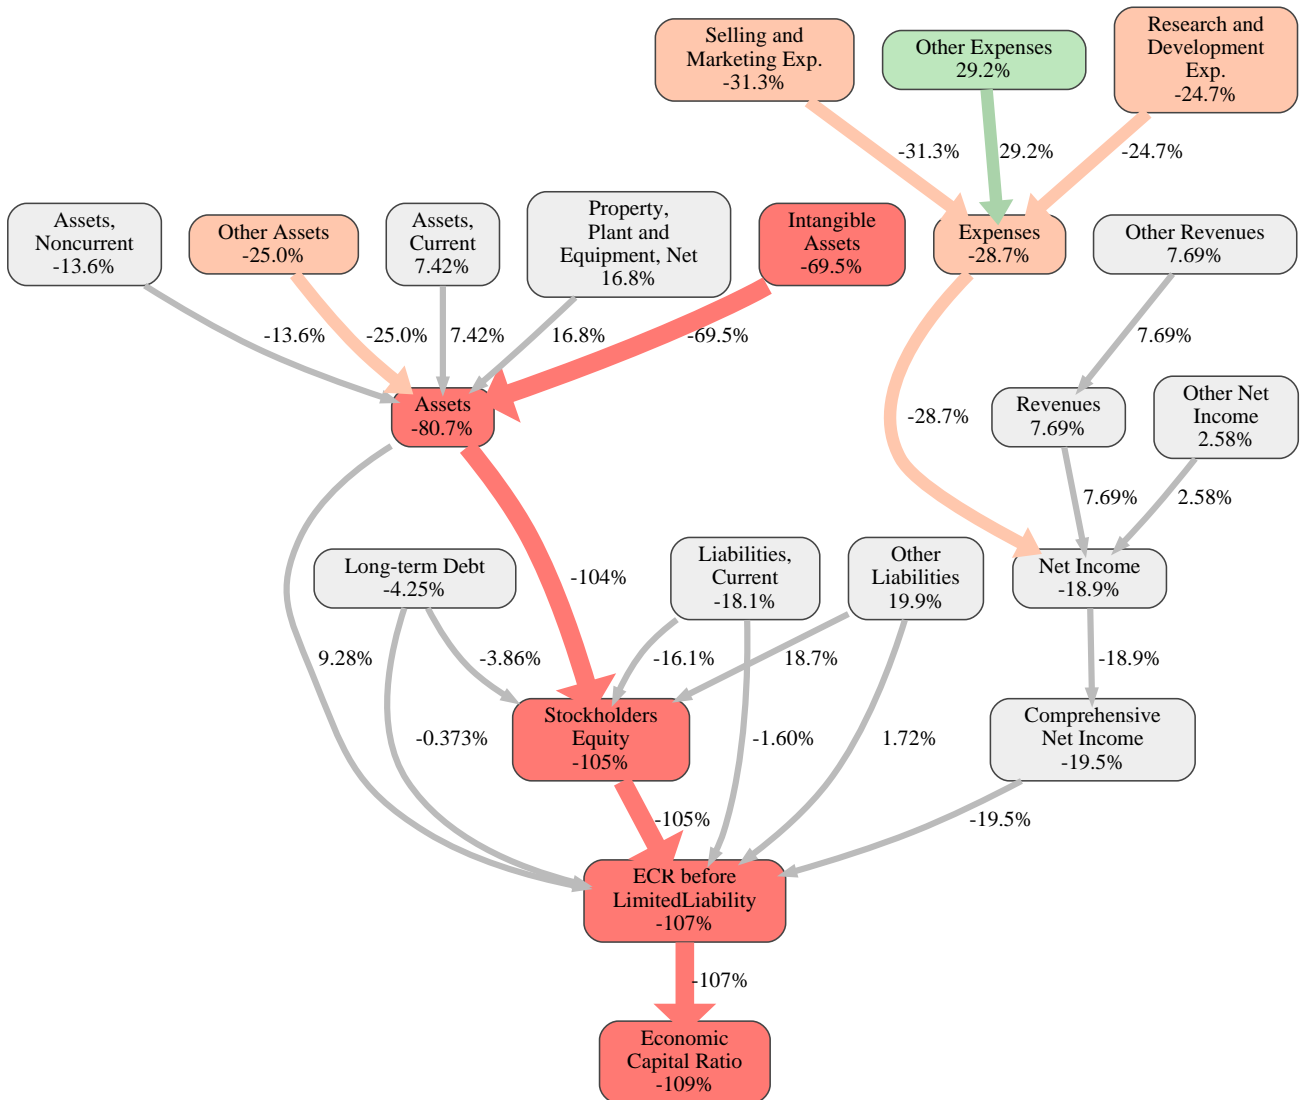 Selling and
Marketing Exp.
-31.3%
Other Expenses
29.2%
Research and
Development
Exp.
-24.7%
-31.3%
29.2%
-24.7%
Assets,
Noncurrent
-13.6%
Other Assets
-25.0%
Assets,
Current
7.42%
Property,
Plant and
Equipment, Net
16.8%
Intangible
Assets
-69.5%
Expenses
-28.7%
Other Revenues
7.69%
-13.6%
-25.0%
7.42%
16.8%
-69.5%
7.69%
Assets
-80.7%
-28.7%
Revenues
7.69%
Other Net
Income
2.58%
7.69%
2.58%
Long-term Debt
-4.25%
-104%
Liabilities,
Current
-18.1%
Other
Liabilities
19.9%
Net Income
-18.9%
9.28%
-3.86%
-16.1%
18.7%
-18.9%
-0.373%
Stockholders
Equity
-105%
-1.60%
1.72%
Comprehensive
Net Income
-19.5%
-105%
-19.5%
ECR before
LimitedLiability
-107%
-107%
Economic
Capital Ratio
-109%